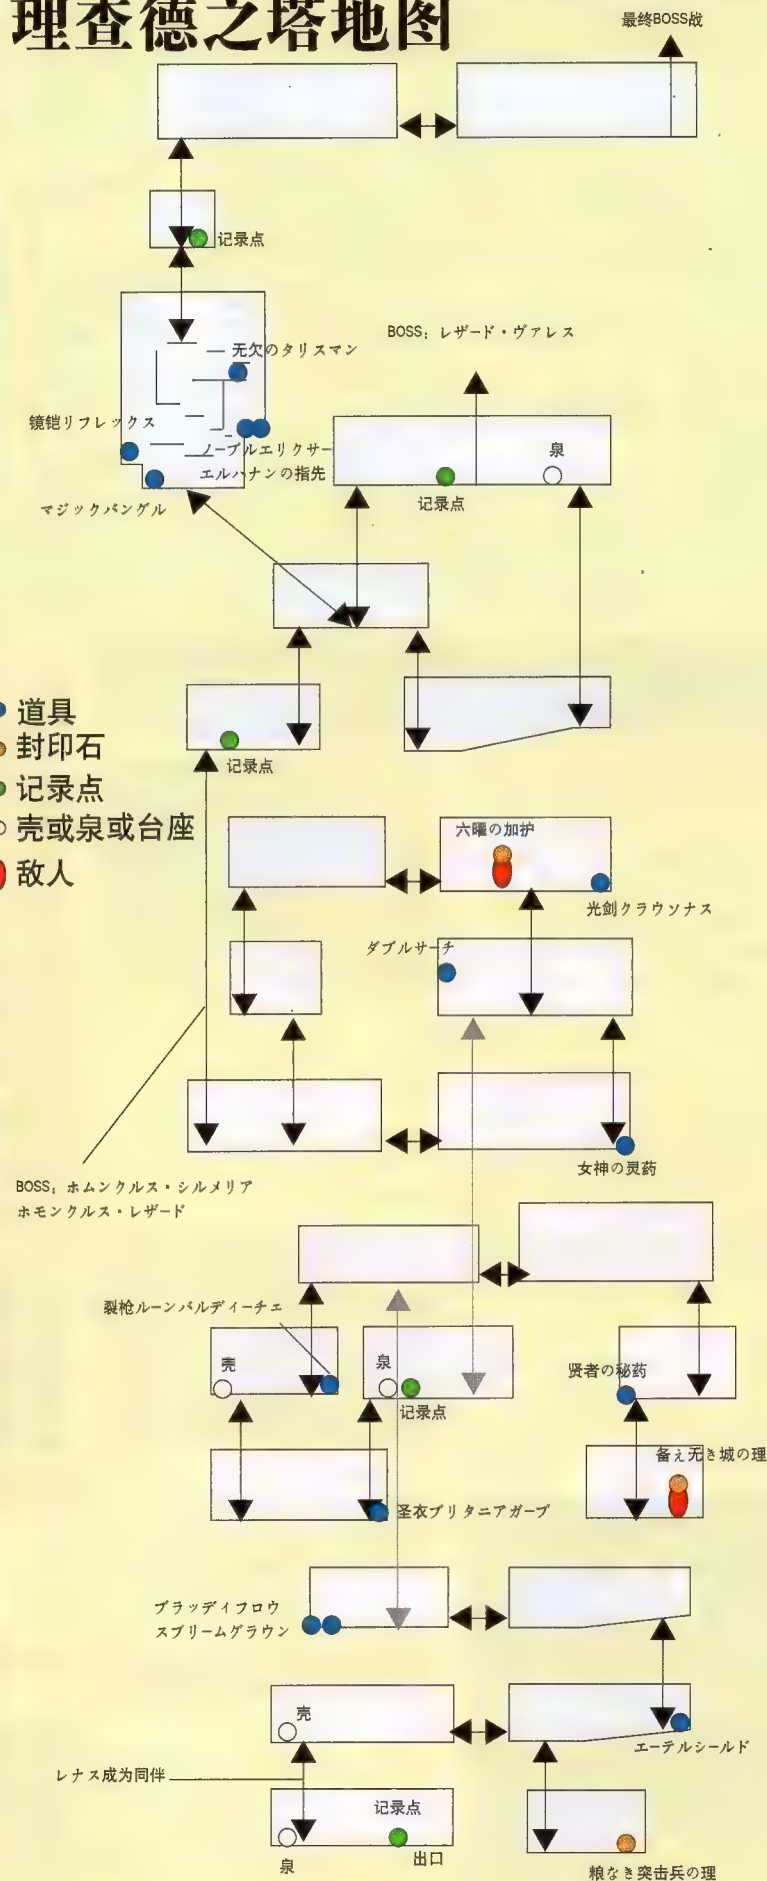 理查德之塔地图
最终BOSS战
记录点
无欠のタリスマン
BOSS：レザード・ヴァレス
镜铠リフレックス
ノーブルエリクサー
エルハナンの指先
泉
记录点
マジックバングル
道具
封印石
记录点
记录点
壳或泉或台座
敌人
六曜の加护
光剑クラウソナス
ダブルサーチ
女神の灵药
BOSS：ホムンクルス・シルメリア
ホモンクルス・レザード
裂枪ルーンバルディーチェ
壳
泉
记录点
贤者の秘药
备え无き城の理
圣衣ブリタニアガーブ
ブラッディフロウ
スブリームグラウン
壳
エーテルシールド
レナス成为同伴
记录点
泉
出口
粮なき突击兵の理